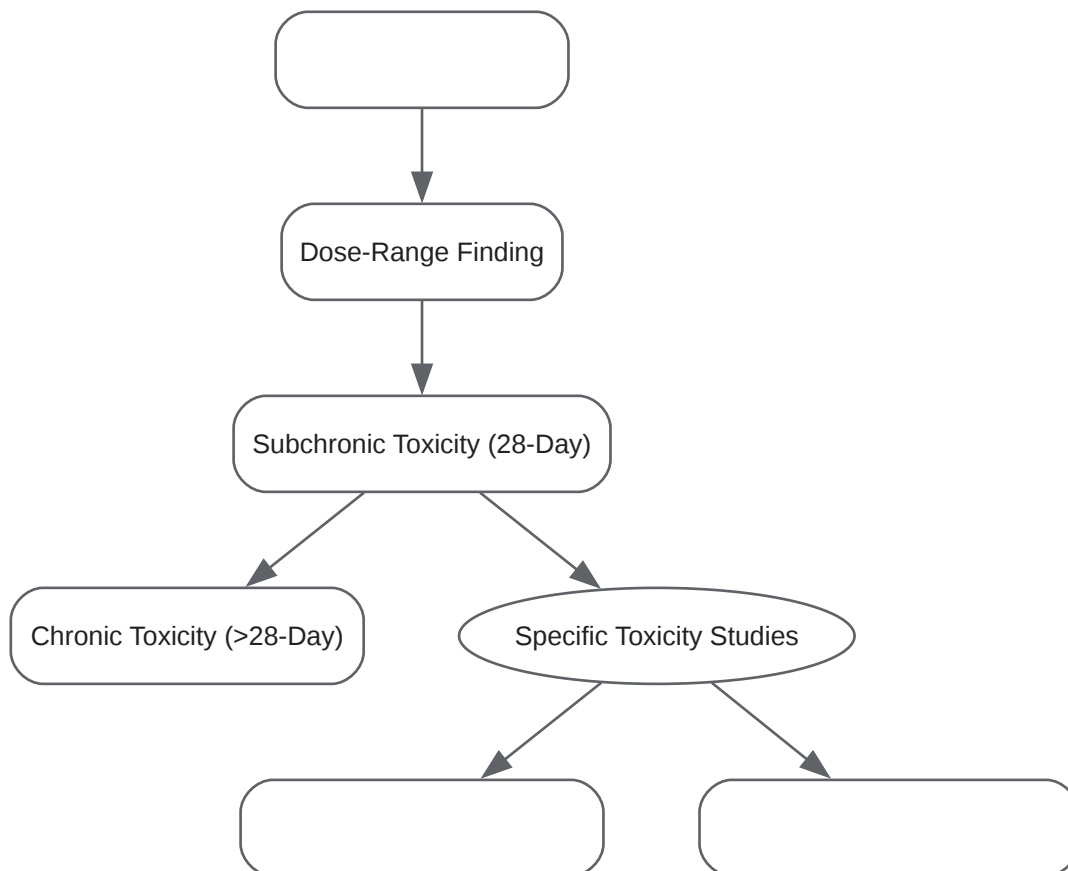 Dose-Range Finding
Subchronic Toxicity (28-Day)
Chronic Toxicity (>28-Day)
Specific Toxicity Studies